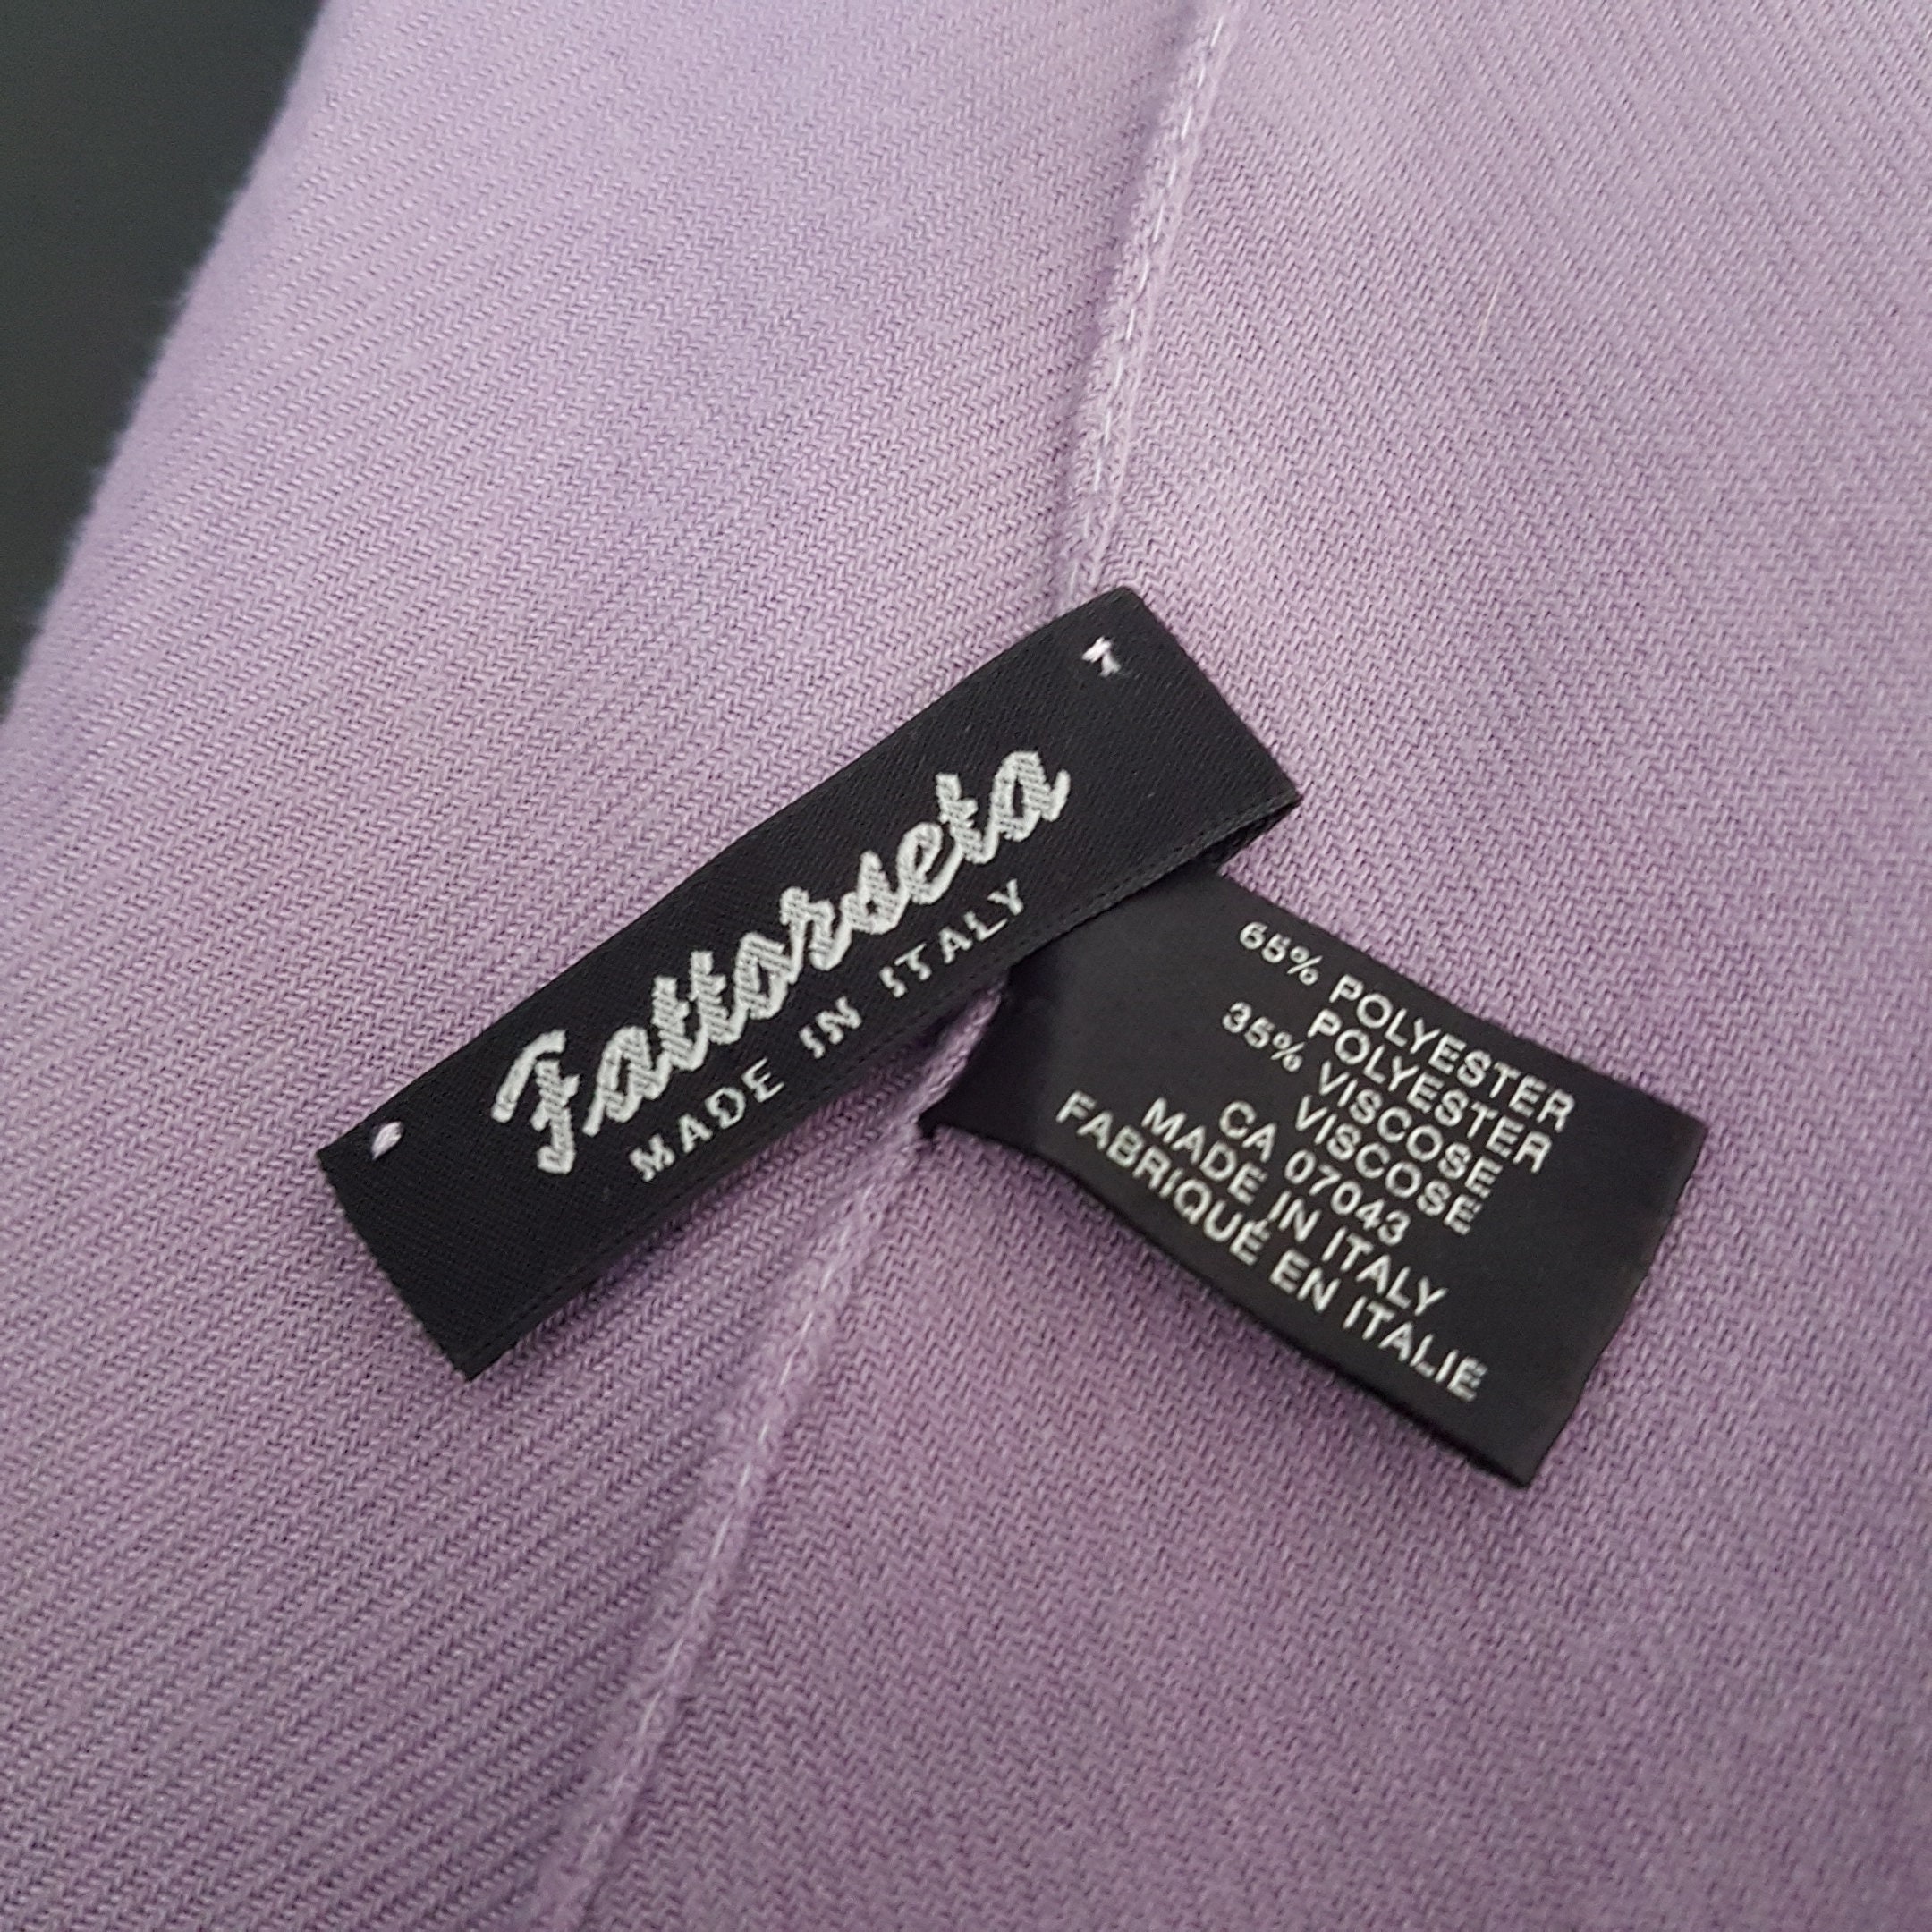 Fattorseta
MADE IN ITALY
65% POLYESTER
POLYESTER
35% VISCOSE
VISCOSE
CA 07043
MADE IN ITALY
FABRIQUÉ EN ITALIE